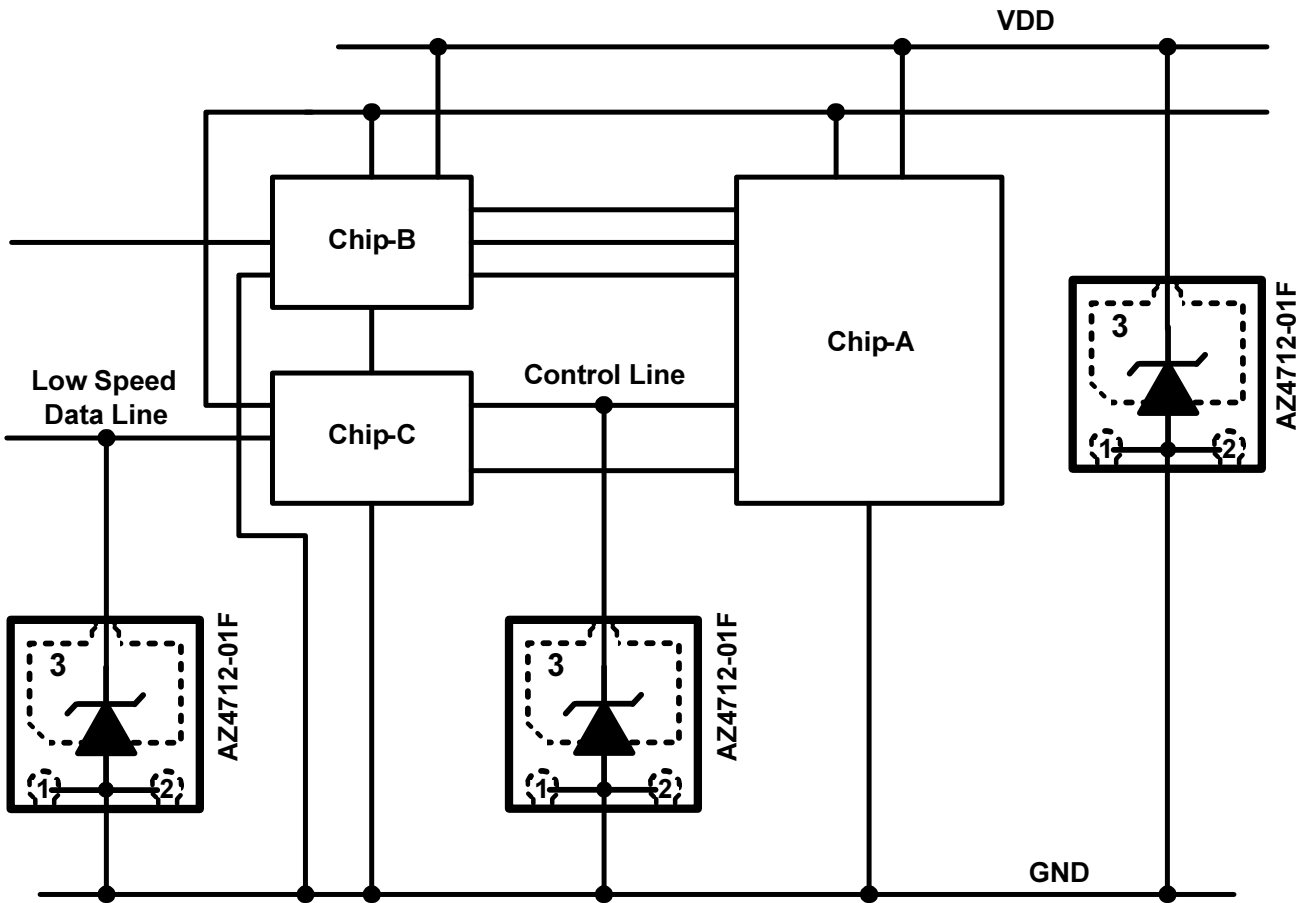 VDD
Chip-B
3
Chip-A
AZ4712-01F
Low Speed
Data Line
Control Line
Chip-C
1
2
3
AZ4712-01F
3
AZ4712-01F
1
2
1
2
GND